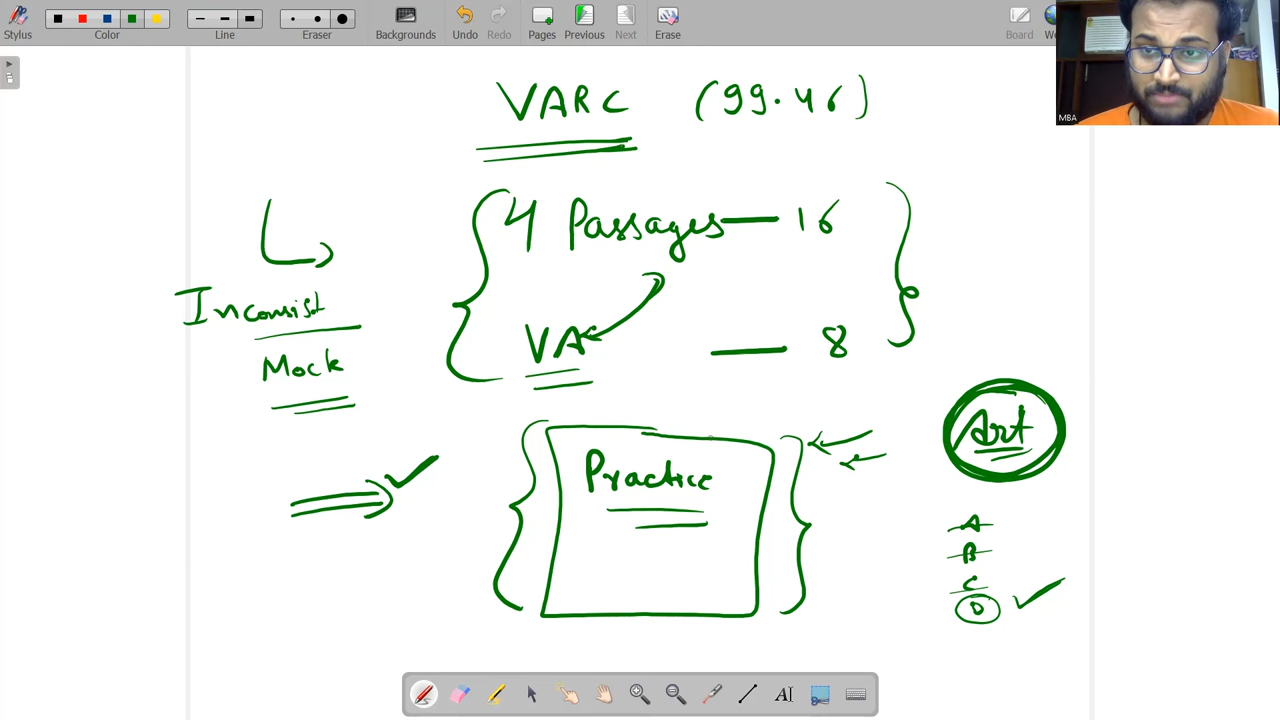 Stylus
Color
Line
Eraser
Backgrounds
Undo
Redo
Pages
Previous
Next
Erase
Board
MBA
VARC (99.46)
4 Passages — 16
VA — 8
Inconsist
Mock
Practice
Art
A
B
C
D
AI